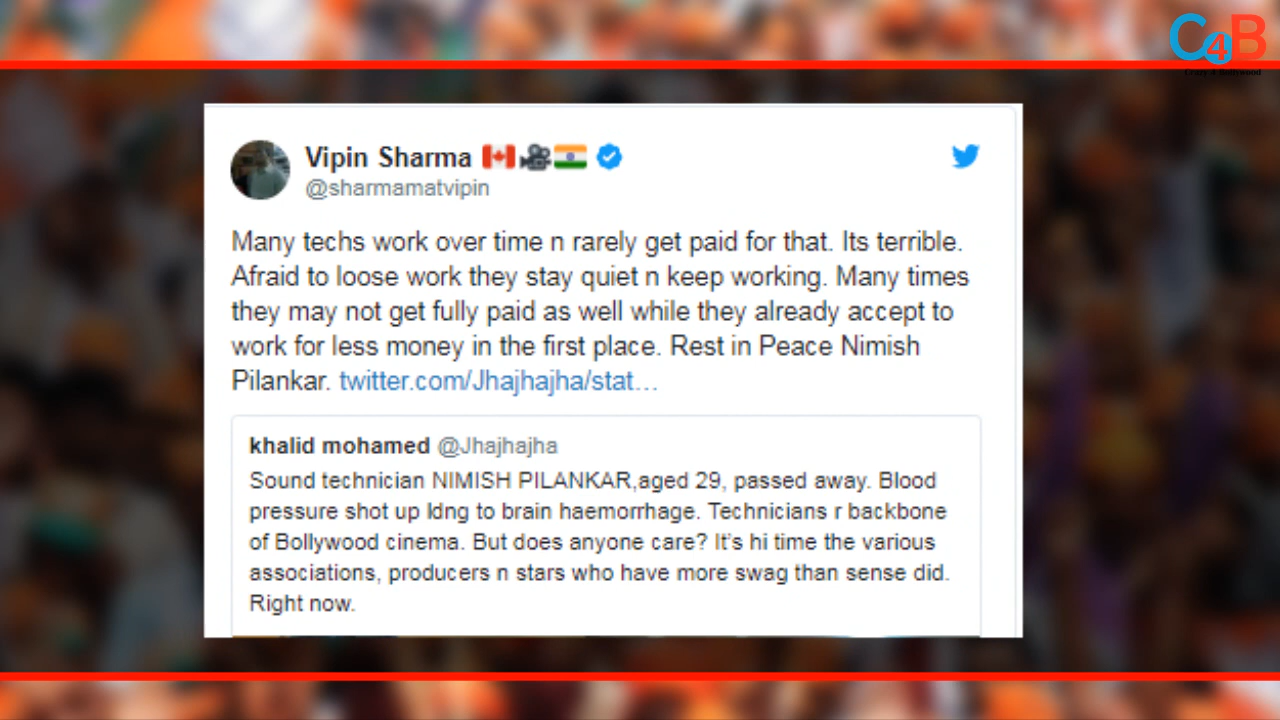 C4B
Crazy 4 Bollywood
Vipin Sharma
@sharmamatvipin
Many techs work over time n rarely get paid for that. Its terrible.
Afraid to loose work they stay quiet n keep working. Many times
they may not get fully paid as well while they already accept to
work for less money in the first place. Rest in Peace Nimish
Pilankar. twitter.com/Jhajhajha/stat…
khalid mohamed @Jhajhajha
Sound technician NIMISH PILANKAR,aged 29, passed away. Blood
pressure shot up ldng to brain haemorrhage. Technicians r backbone
of Bollywood cinema. But does anyone care? It's hi time the various
associations, producers n stars who have more swag than sense did.
Right now.